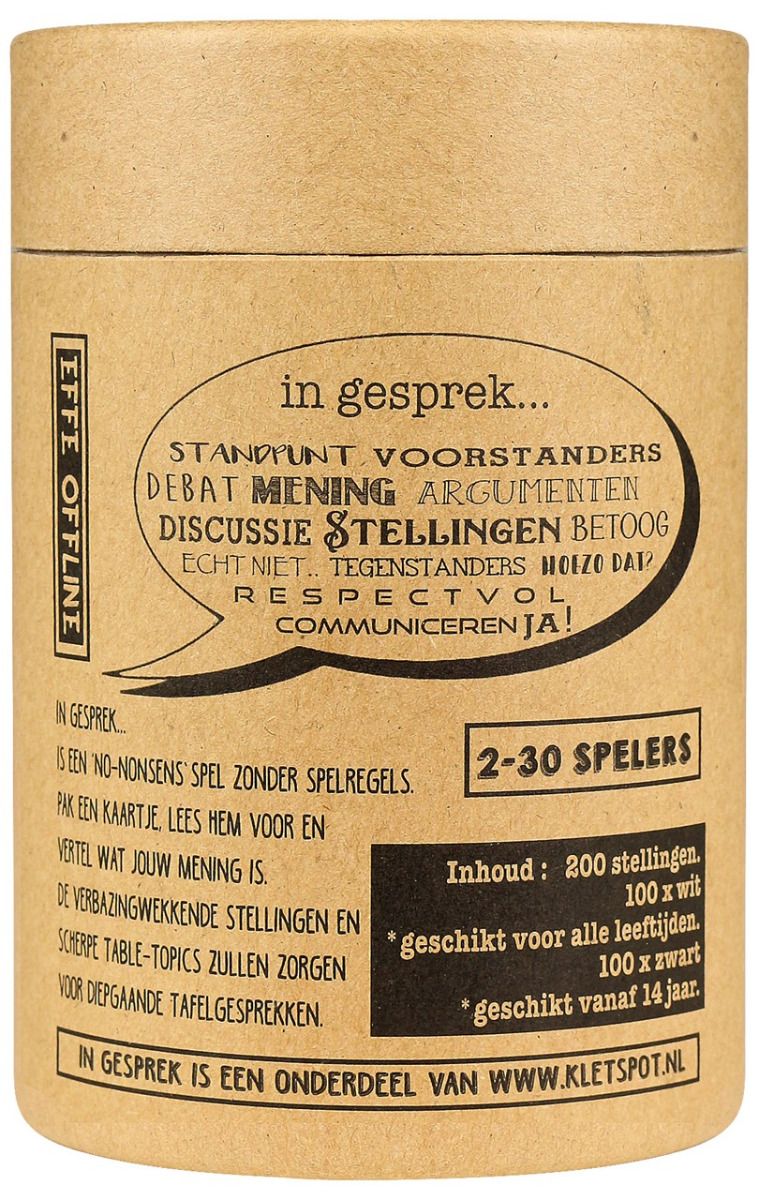 EFFE OFFLINE
in gesprek...
STANDPUNT VOORSTANDERS
DEBAT MENING ARGUMENTEN
DISCUSSIE STELLINGEN BETOOG
ECHT NIET.. TEGENSTANDERS HOEZO DAT?
RESPECTVOL
COMMUNICEREN JA!
IN GESPREK...
IS EEN 'NO-NONSENS' SPEL ZONDER SPELREGELS.
PAK EEN KAARTJE, LEES HEM VOOR EN
VERTEL WAT JOUW MENING IS.
DE VERBAZINGWEKKENDE STELLINGEN EN
SCHERPE TABLE-TOPICS ZULLEN ZORGEN
VOOR DIEPGAANDE TAFELGESPREKKEN.
2-30 SPELERS
Inhoud : 200 stellingen.
100 x wit
*geschikt voor alle leeftijden.
100 x zwart
*geschikt vanaf 14 jaar.
IN GESPREK IS EEN ONDERDEEL VAN WWW.KLETSPOT.NL